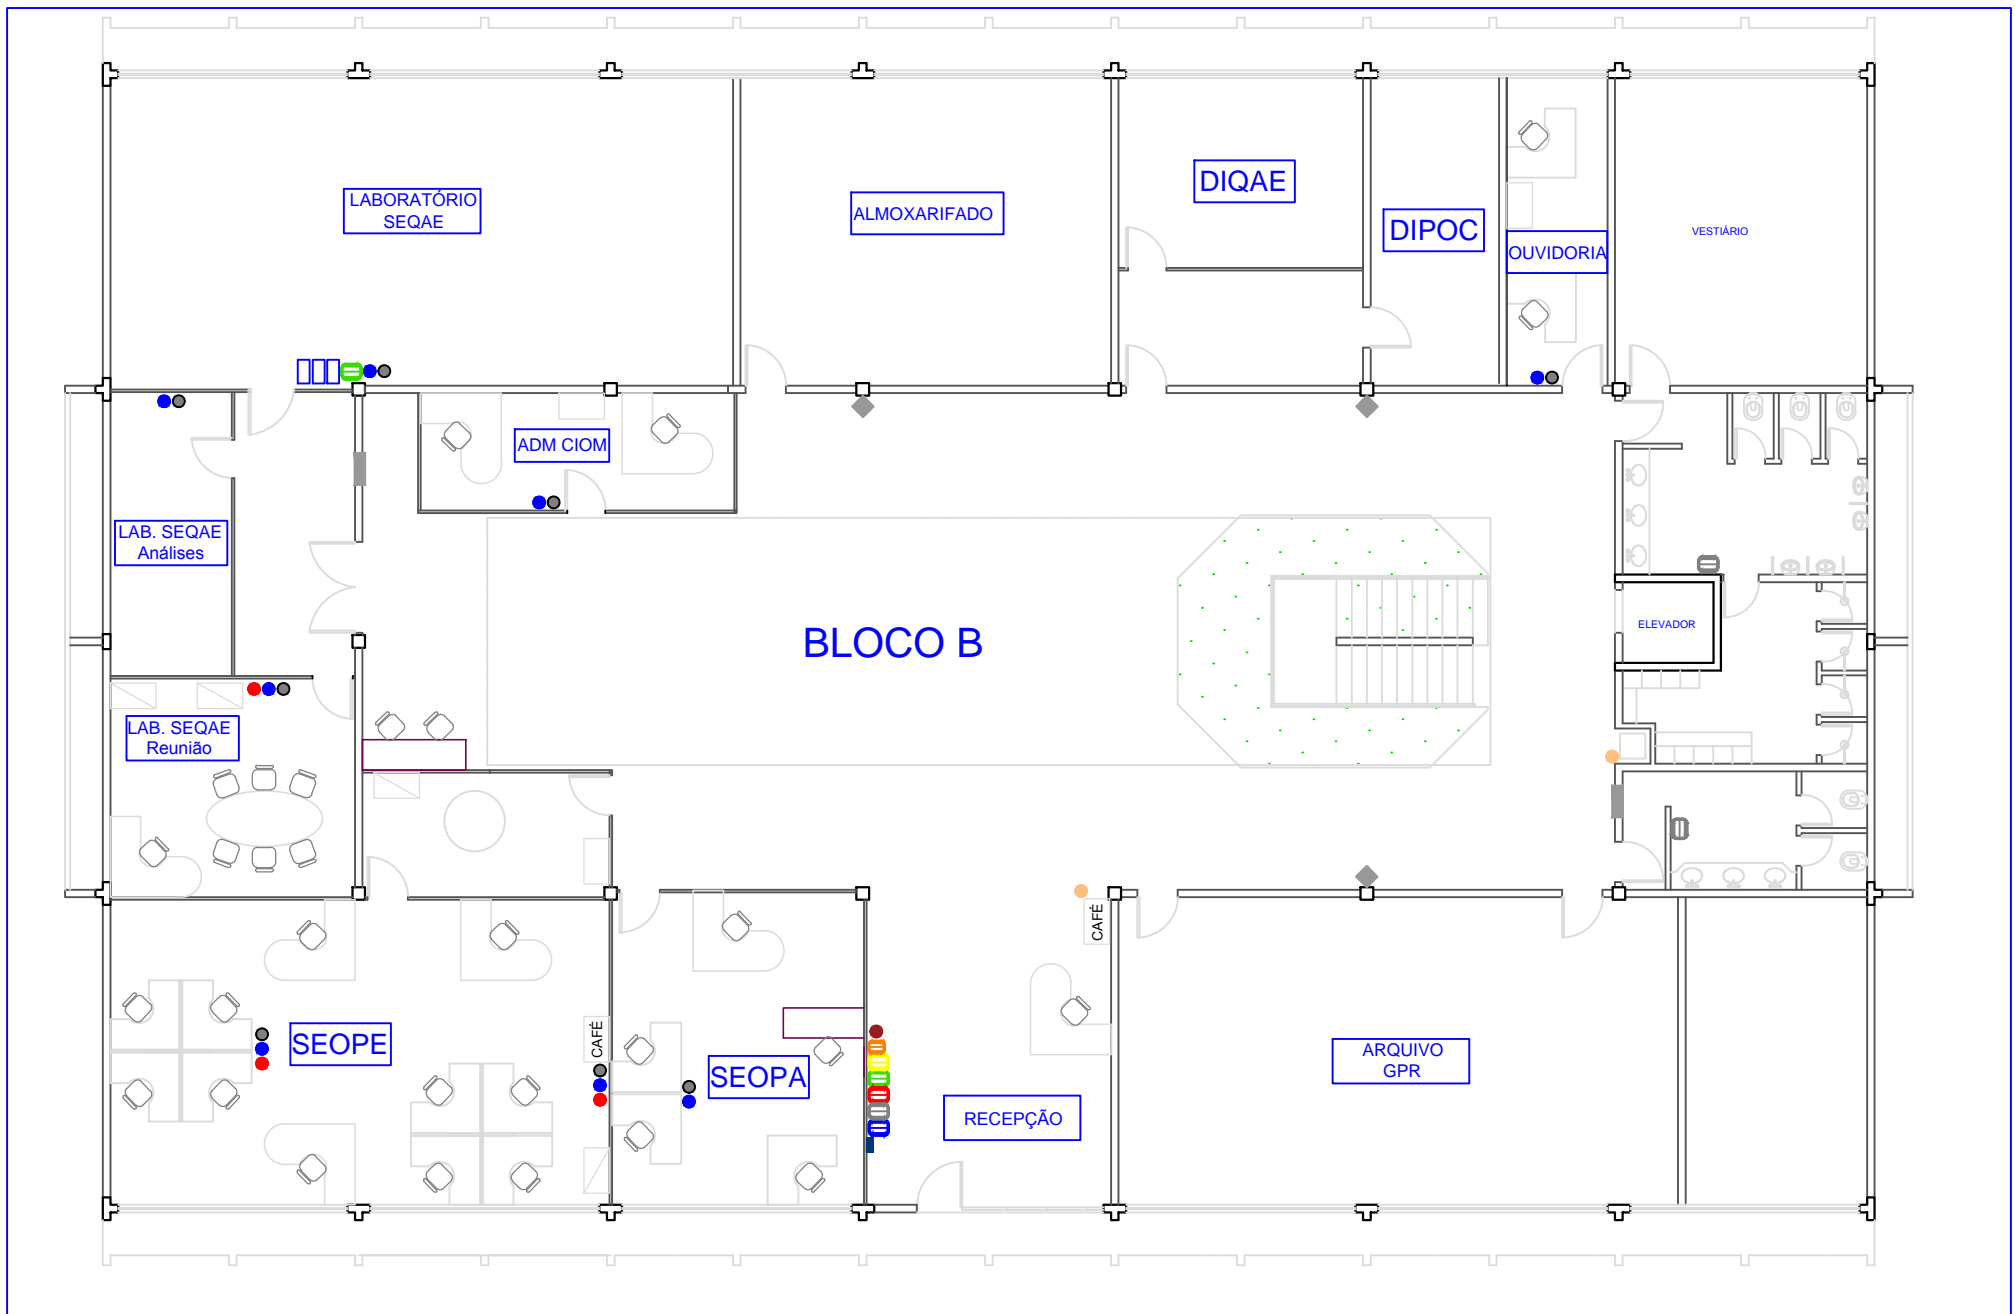 LABORATÓRIO
SEQAE
ALMOXARIFADO
DIQAE
DIPOC
OUVIDORIA
VESTIÁRIO
ADM CIOM
LAB. SEQAE
Análises
BLOCO B
ELEVADOR
LAB. SEQAE
Reunião
CAFÉ
SEOPE
CAFÉ
SEOPA
RECEPÇÃO
ARQUIVO
GPR